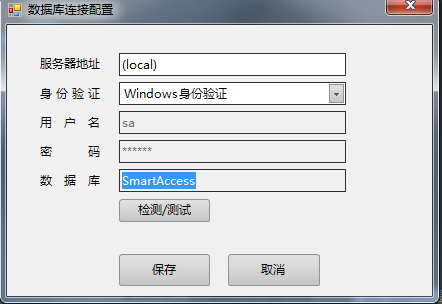 数据库连接配置
服务器地址 (local)
身份验证 Windows身份验证
用户名 sa
密码 ******
数据库 SmartAccess
检测/测试
保存 取消